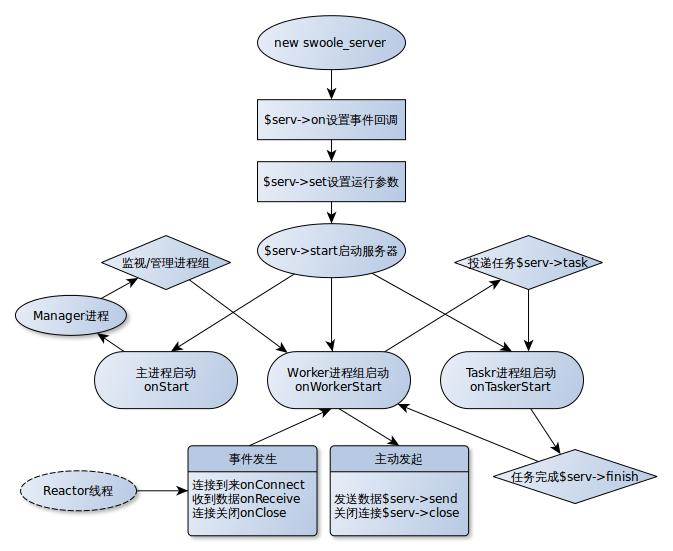 new swoole_server
$serv->on设置事件回调
$serv->set设置运行参数
$serv->start启动服务器
监视/管理进程组
投递任务$serv->task
Manager进程
主进程启动
onStart
Worker进程组启动
onWorkerStart
Taskr进程组启动
onTaskerStart
事件发生
连接到来onConnect
收到数据onReceive
连接关闭onClose
主动发起
发送数据$serv->send
关闭连接$serv->close
Reactor线程
任务完成$serv->finish